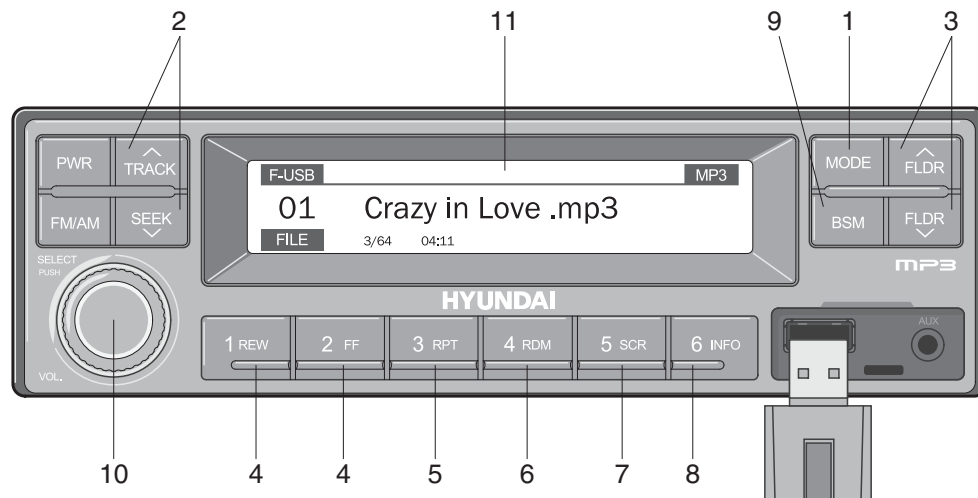 2 11 9 1 3
PWR TRACK
F-USB MP3
MODE FLDR
01 Crazy in Love .mp3
FM/AM SEEK
BSM FLDR
FILE 3/64 04:11
SELECT
PUSH
MP3
HYUNDAI
AUX
1 REW 2 FF 3 RPT 4 RDM 5 SCR 6 INFO
VOL.
10 4 4 5 6 7 8